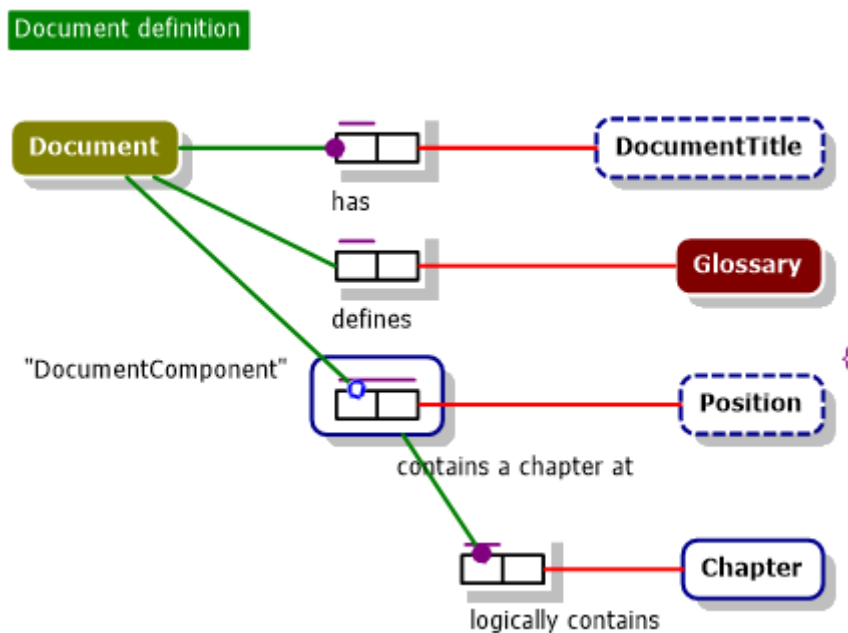 Document definition
Document
DocumentTitle
has
Glossary
defines
"DocumentComponent"
{
Position
contains a chapter at
Chapter
logically contains